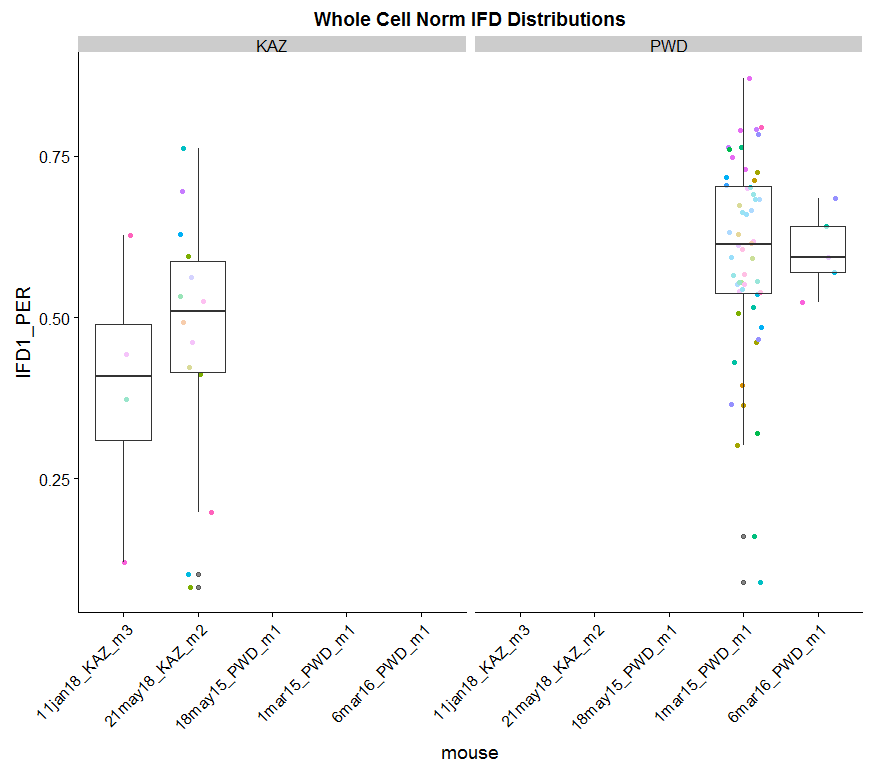 Whole Cell Norm IFD Distributions
KAZ
PWD
IFD1_PER
0.75
0.50
0.25
11jan18_KAZ_m3
21may18_KAZ_m2
18may15_PWD_m1
1mar15_PWD_m1
6mar16_PWD_m1
11jan18_KAZ_m3
21may18_KAZ_m2
18may15_PWD_m1
1mar15_PWD_m1
6mar16_PWD_m1
mouse